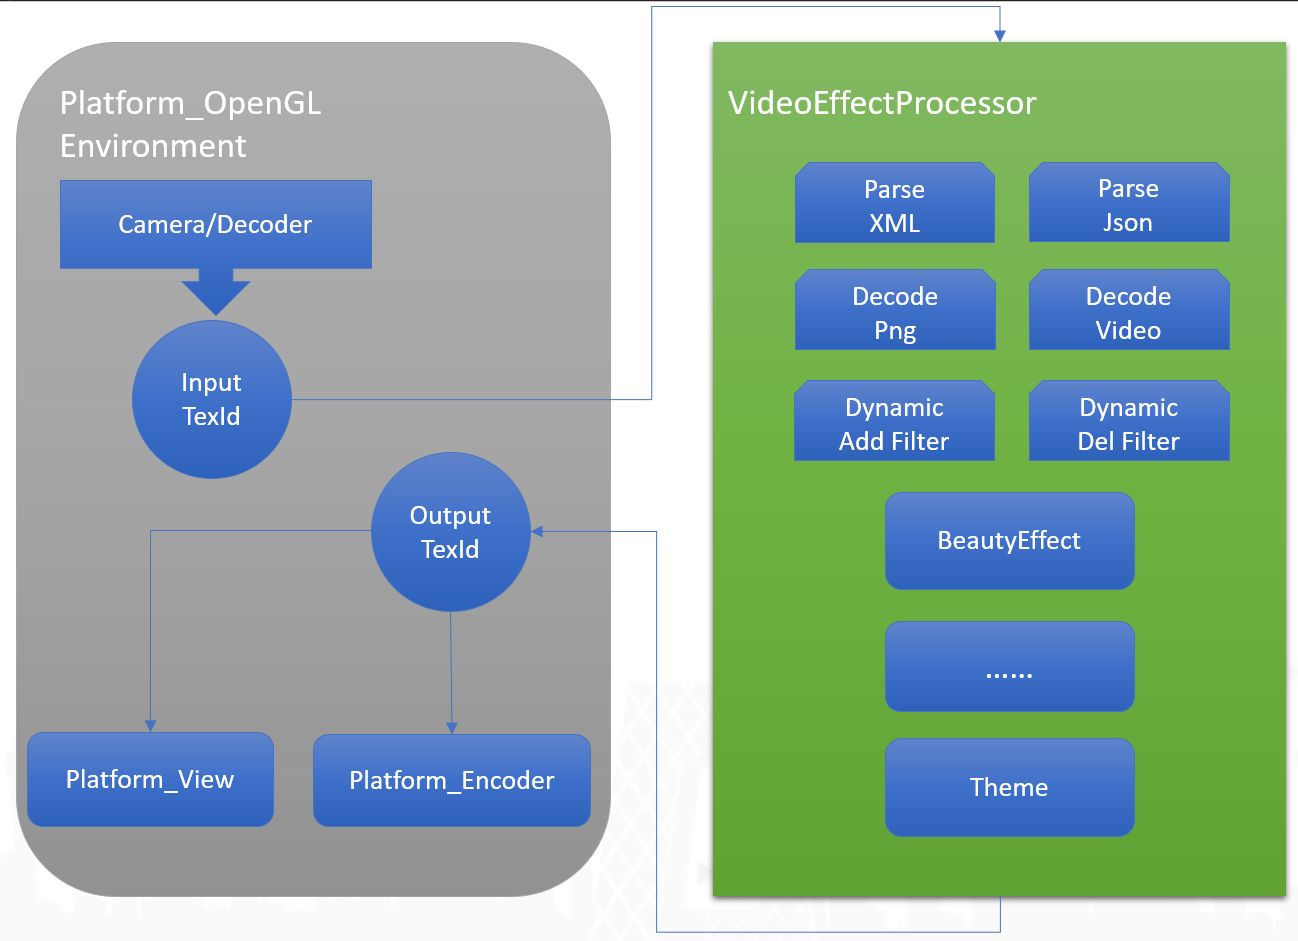 Platform_OpenGL
Environment
Camera/Decoder
Input
TexId
Output
TexId
Platform_View
Platform_Encoder
VideoEffectProcessor
Parse
XML
Parse
Json
Decode
Png
Decode
Video
Dynamic
Add Filter
Dynamic
Del Filter
BeautyEffect
......
Theme